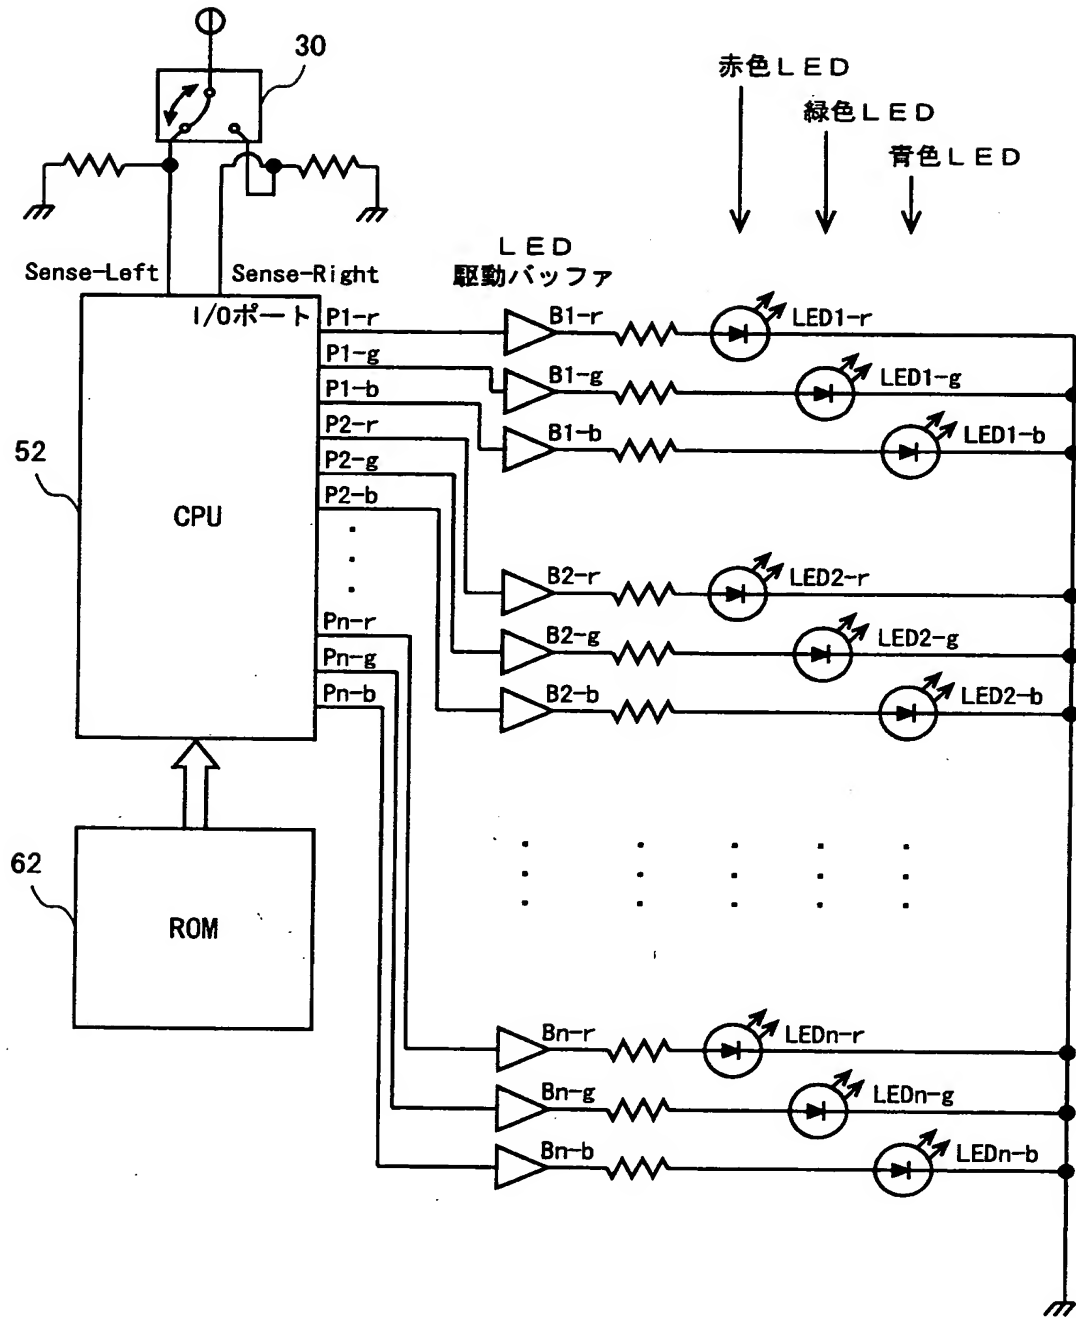 30
赤色LED
緑色LED
青色LED
Sense-Left
Sense-Right
LED
駆動バッファ
I/Oポート
P1-r
P1-g
P1-b
P2-r
P2-g
P2-b
Pn-r
Pn-g
Pn-b
52
CPU
62
ROM
B1-r
LED1-r
B1-g
LED1-g
B1-b
LED1-b
B2-r
LED2-r
B2-g
LED2-g
B2-b
LED2-b
Bn-r
LEDn-r
Bn-g
LEDn-g
Bn-b
LEDn-b